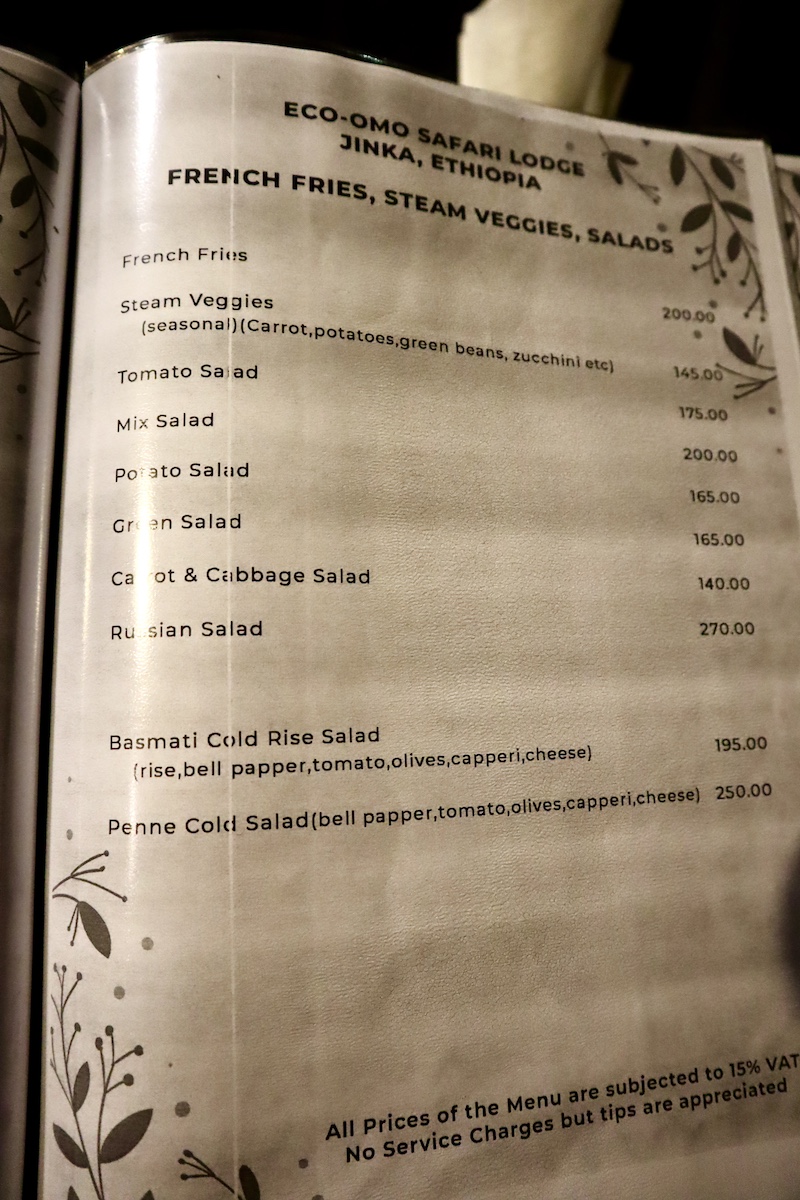 ECO-OMO SAFARI LODGE
JINKA, ETHIOPIA
FRENCH FRIES, STEAM VEGGIES, SALADS
French Fries 200.00
Steam Veggies 145.00
(seasonal)(Carrot,potatoes,green beans, zucchini etc)
Tomato Salad 175.00
Mix Salad 200.00
Potato Salad 165.00
Green Salad 165.00
Carrot & Cabbage Salad 140.00
Russian Salad 270.00
Basmati Cold Rise Salad 195.00
(rise,bell papper,tomato,olives,capperi,cheese)
Penne Cold Salad(bell papper,tomato,olives,capperi,cheese) 250.00
All Prices of the Menu are subjected to 15% VAT
No Service Charges but tips are appreciated